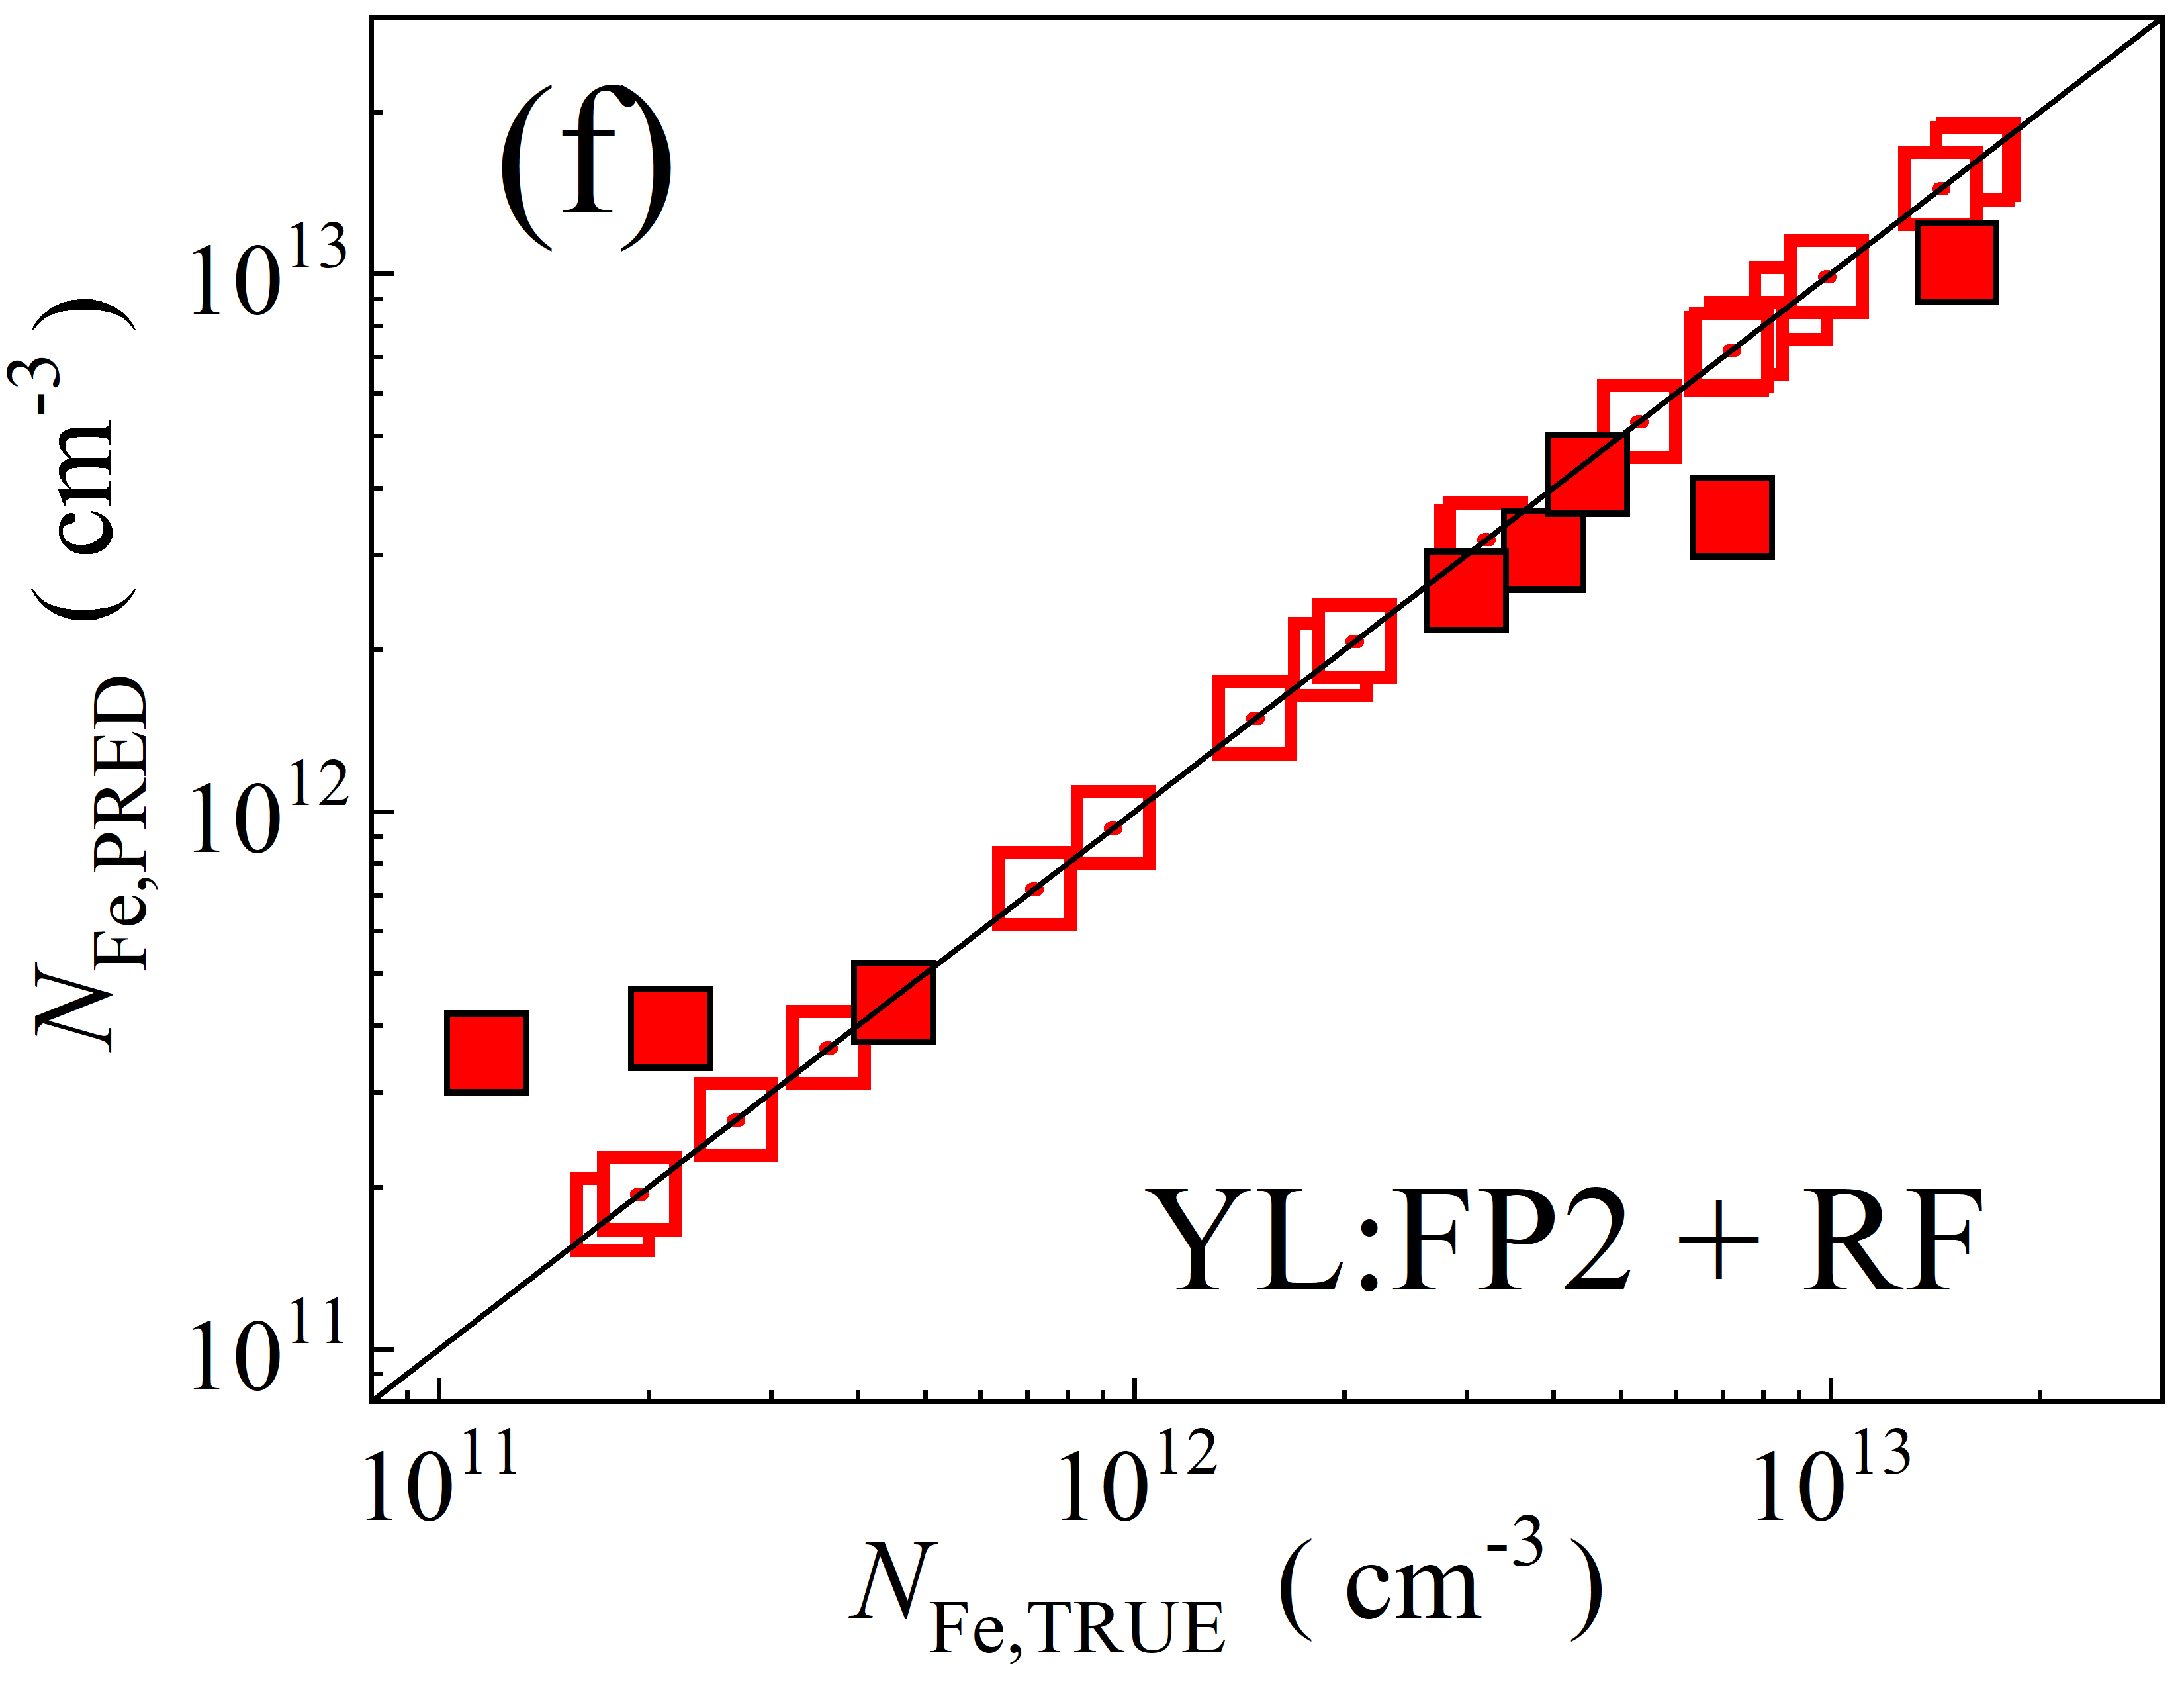 (f)
10^13
10^12
10^11
N_Fe,PRED ( cm^-3 )
YL:FP2 + RF
10^11 10^12 10^13
N_Fe,TRUE ( cm^-3 )